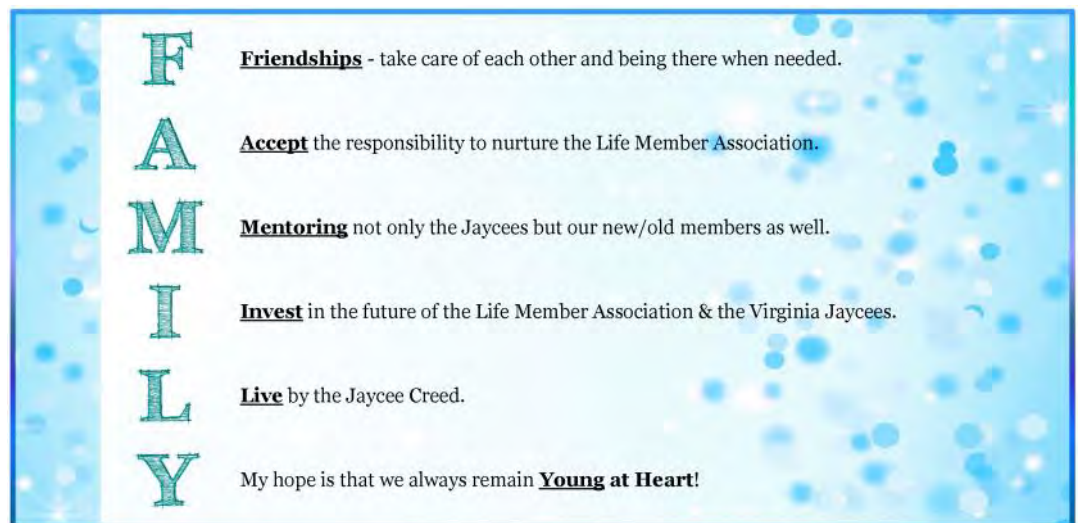 F Friendships - take care of each other and being there when needed.
A Accept the responsibility to nurture the Life Member Association.
M Mentoring not only the Jaycees but our new/old members as well.
I Invest in the future of the Life Member Association & the Virginia Jaycees.
L Live by the Jaycee Creed.
Y My hope is that we always remain Young at Heart!